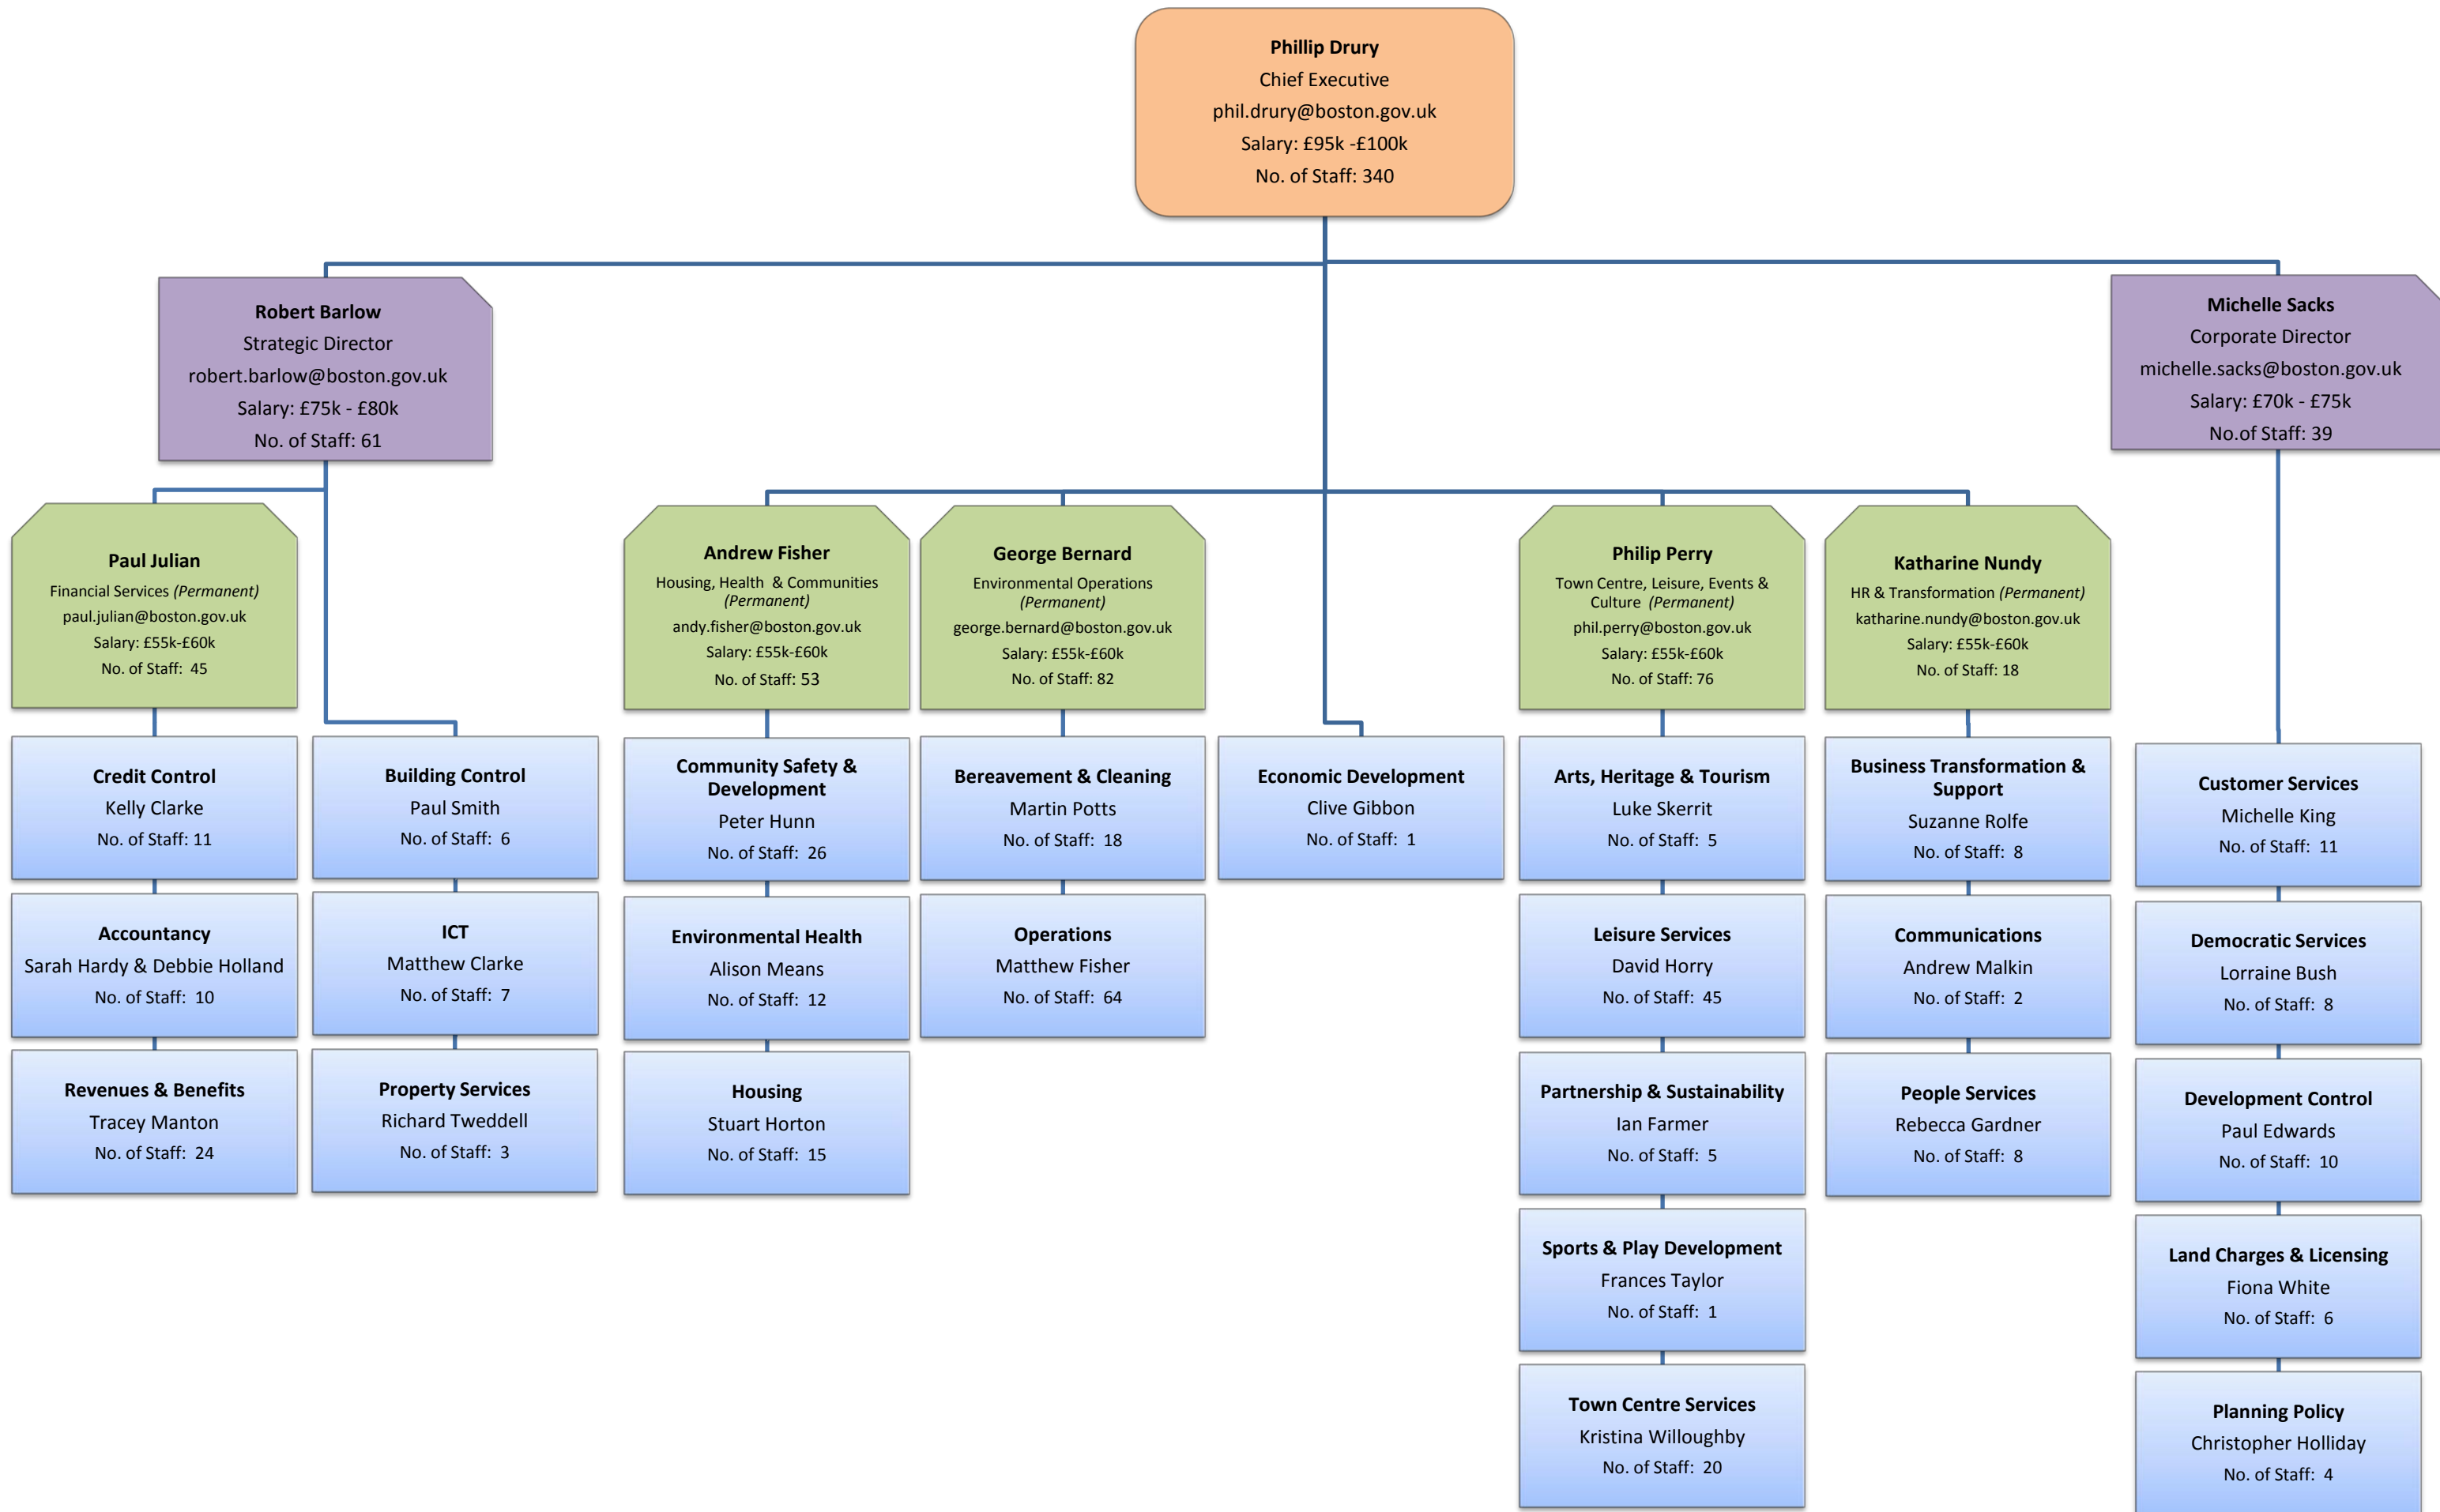 Phillip Drury
Chief Executive
phil.drury@boston.gov.uk
Salary: £95k -£100k
No. of Staff: 340
Robert Barlow
Strategic Director
robert.barlow@boston.gov.uk
Salary: £75k - £80k
No. of Staff: 61
Michelle Sacks
Corporate Director
michelle.sacks@boston.gov.uk
Salary: £70k - £75k
No.of Staff: 39
Paul Julian
Financial Services (Permanent)
paul.julian@boston.gov.uk
Salary: £55k-£60k
No. of Staff: 45
Andrew Fisher
Housing, Health & Communities
(Permanent)
andy.fisher@boston.gov.uk
Salary: £55k-£60k
No. of Staff: 53
George Bernard
Environmental Operations
(Permanent)
george.bernard@boston.gov.uk
Salary: £55k-£60k
No. of Staff: 82
Philip Perry
Town Centre, Leisure, Events &
Culture (Permanent)
phil.perry@boston.gov.uk
Salary: £55k-£60k
No. of Staff: 76
Katharine Nundy
HR & Transformation (Permanent)
katharine.nundy@boston.gov.uk
Salary: £55k-£60k
No. of Staff: 18
Credit Control
Kelly Clarke
No. of Staff: 11
Accountancy
Sarah Hardy & Debbie Holland
No. of Staff: 10
Revenues & Benefits
Tracey Manton
No. of Staff: 24
Building Control
Paul Smith
No. of Staff: 6
ICT
Matthew Clarke
No. of Staff: 7
Property Services
Richard Tweddell
No. of Staff: 3
Community Safety &
Development
Peter Hunn
No. of Staff: 26
Environmental Health
Alison Means
No. of Staff: 12
Housing
Stuart Horton
No. of Staff: 15
Bereavement & Cleaning
Martin Potts
No. of Staff: 18
Operations
Matthew Fisher
No. of Staff: 64
Economic Development
Clive Gibbon
No. of Staff: 1
Arts, Heritage & Tourism
Luke Skerrit
No. of Staff: 5
Leisure Services
David Horry
No. of Staff: 45
Partnership & Sustainability
Ian Farmer
No. of Staff: 5
Sports & Play Development
Frances Taylor
No. of Staff: 1
Town Centre Services
Kristina Willoughby
No. of Staff: 20
Business Transformation &
Support
Suzanne Rolfe
No. of Staff: 8
Communications
Andrew Malkin
No. of Staff: 2
People Services
Rebecca Gardner
No. of Staff: 8
Customer Services
Michelle King
No. of Staff: 11
Democratic Services
Lorraine Bush
No. of Staff: 8
Development Control
Paul Edwards
No. of Staff: 10
Land Charges & Licensing
Fiona White
No. of Staff: 6
Planning Policy
Christopher Holliday
No. of Staff: 4